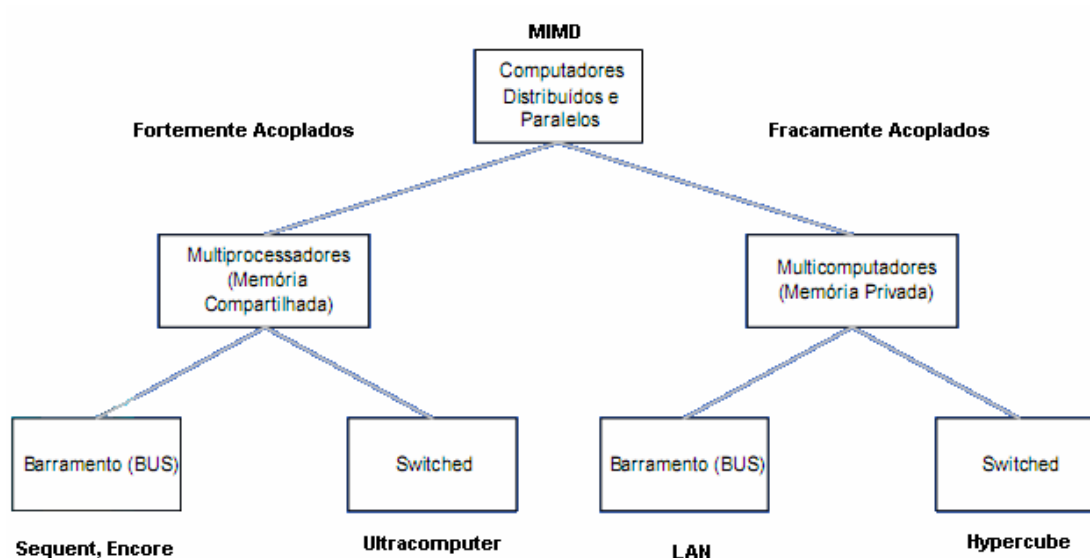 MIMD
Computadores
Distribuídos e
Paralelos
Fortemente Acoplados
Fracamente Acoplados
Multiprocessadores
(Memória
Compartilhada)
Multicomputadores
(Memória Privada)
Barramento (BUS)
Switched
Barramento (BUS)
Switched
Sequent, Encore
Ultracomputer
LAN
Hypercube